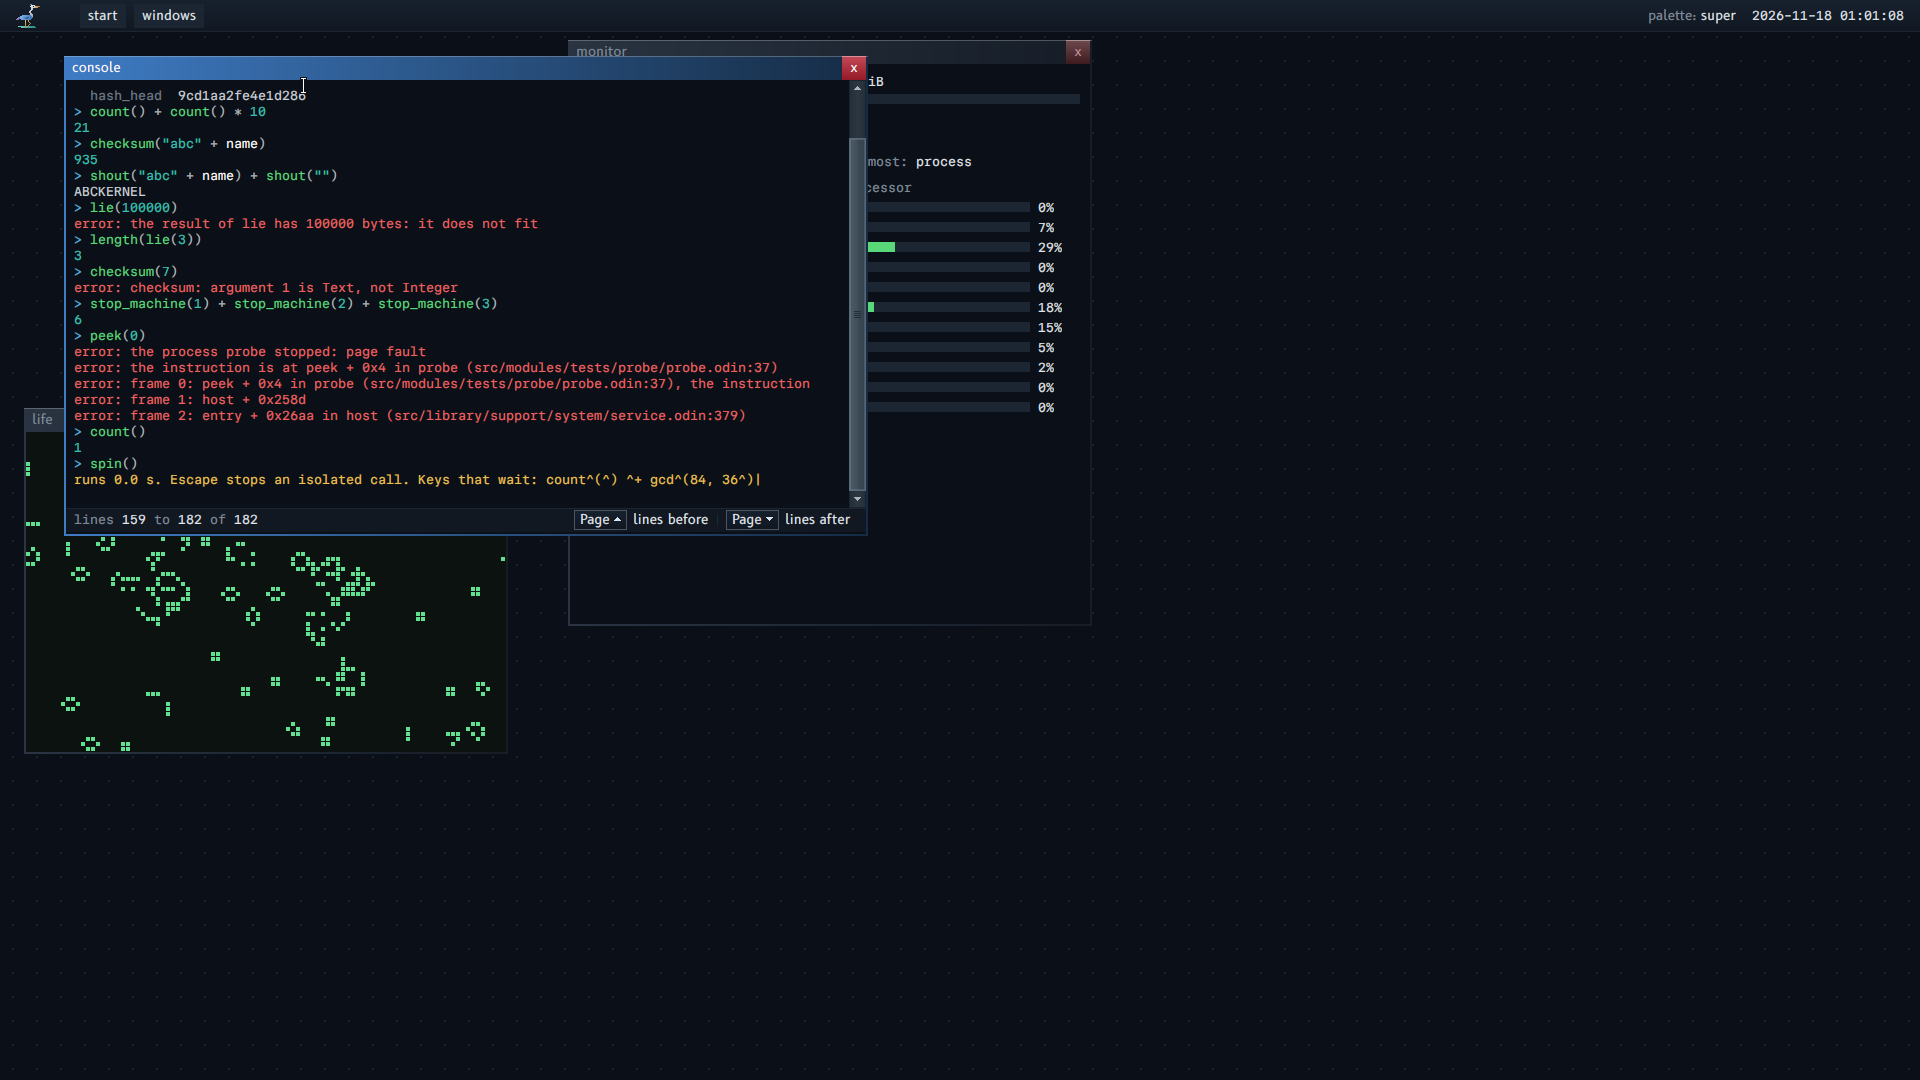 start windows palette: super 2026-11-18 01:01:08
monitor x
console x
iB
hash_head 9cd1aa2fe4e1d286
> count() + count() * 10
21
> checksum("abc" + name)
935
> shout("abc" + name) + shout("")
ABCKERNEL
> lie(100000)
error: the result of lie has 100000 bytes: it does not fit
> length(lie(3))
3
> checksum(7)
error: checksum: argument 1 is Text, not Integer
> stop_machine(1) + stop_machine(2) + stop_machine(3)
6
> peek(0)
error: the process probe stopped: page fault
error: the instruction is at peek + 0x4 in probe (src/modules/tests/probe/probe.odin:37)
error: frame 0: peek + 0x4 in probe (src/modules/tests/probe/probe.odin:37), the instruction
error: frame 1: host + 0x258d
error: frame 2: entry + 0x26aa in host (src/library/support/system/service.odin:379)
> count()
1
> spin()
runs 0.0 s. Escape stops an isolated call. Keys that wait: count^(^) ^+ gcd^(84, 36^)|
lines 159 to 182 of 182 Page lines before Page lines after
most: process
cessor
0%
7%
29%
0%
0%
18%
15%
5%
2%
0%
0%
life